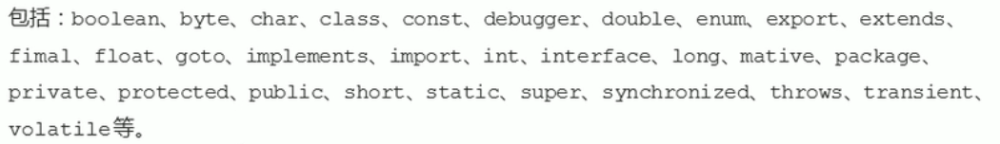 包括：boolean、byte、char、class、const、debugger、double、enum、export、extends、
fimal、float、goto、implements、import、int、interface、long、mative、package、
private、protected、public、short、static、super、synchronized、throws、transient、
volatile等。